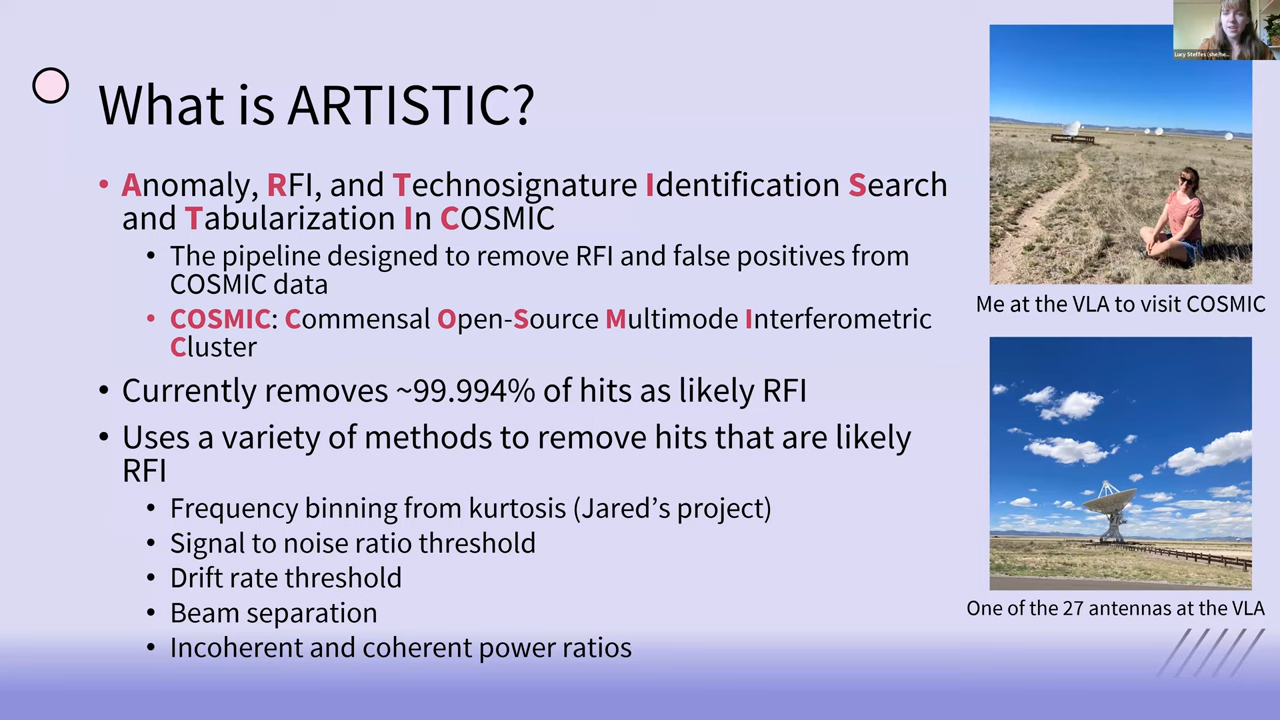 What is ARTISTIC?
• Anomaly, RFI, and Technosignature Identification Search
and Tabularization In COSMIC
• The pipeline designed to remove RFI and false positives from
COSMIC data
• COSMIC: Commensal Open-Source Multimode Interferometric
Cluster
• Currently removes ~99.994% of hits as likely RFI
• Uses a variety of methods to remove hits that are likely
RFI
• Frequency binning from kurtosis (Jared’s project)
• Signal to noise ratio threshold
• Drift rate threshold
• Beam separation
• Incoherent and coherent power ratios
Lucy Steffes (she/he...
Me at the VLA to visit COSMIC
One of the 27 antennas at the VLA